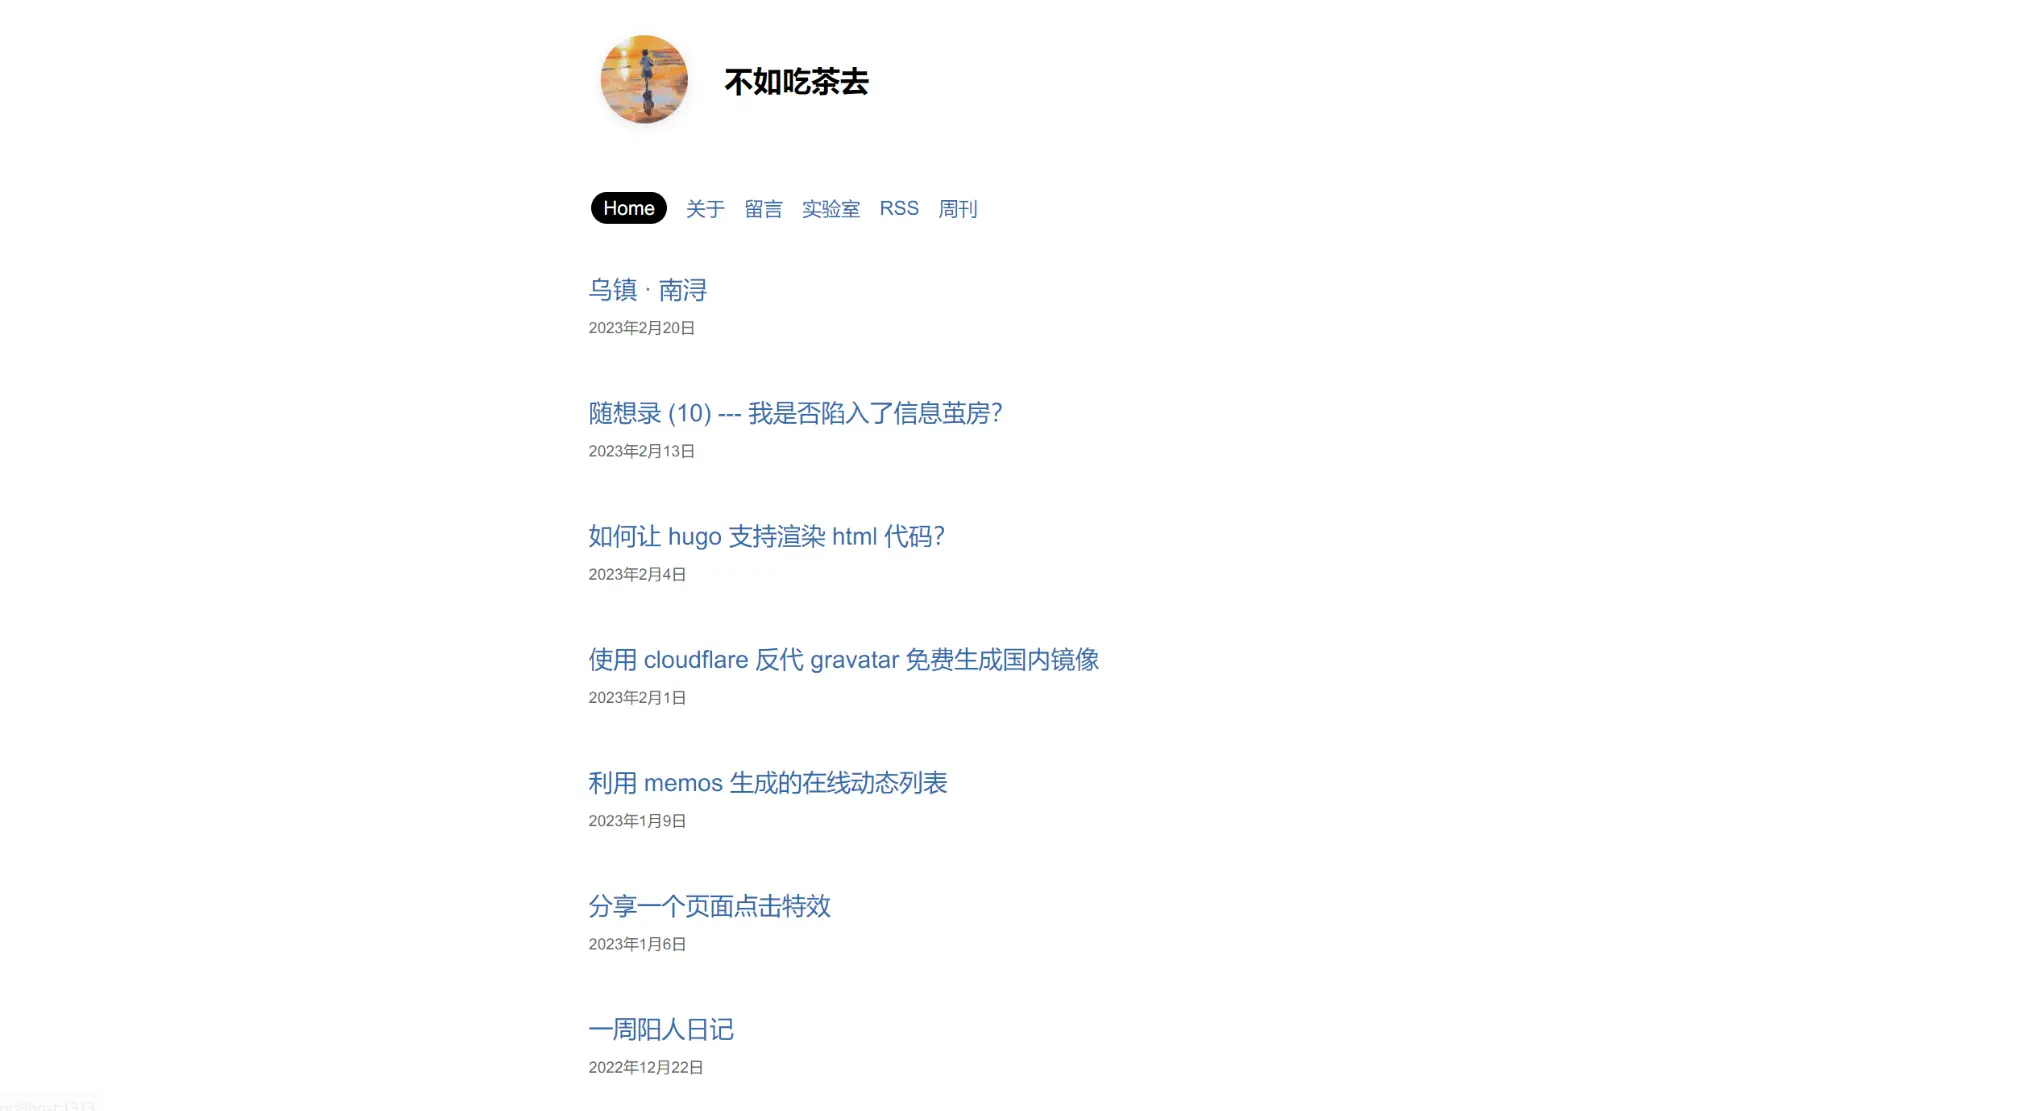 不如吃茶去
Home 关于 留言 实验室 RSS 周刊
乌镇 · 南浔
2023年2月20日
随想录 (10) --- 我是否陷入了信息茧房？
2023年2月13日
如何让 hugo 支持渲染 html 代码？
2023年2月4日
使用 cloudflare 反代 gravatar 免费生成国内镜像
2023年2月1日
利用 memos 生成的在线动态列表
2023年1月9日
分享一个页面点击特效
2023年1月6日
一周阳人日记
2022年12月22日
ocalhost:1313